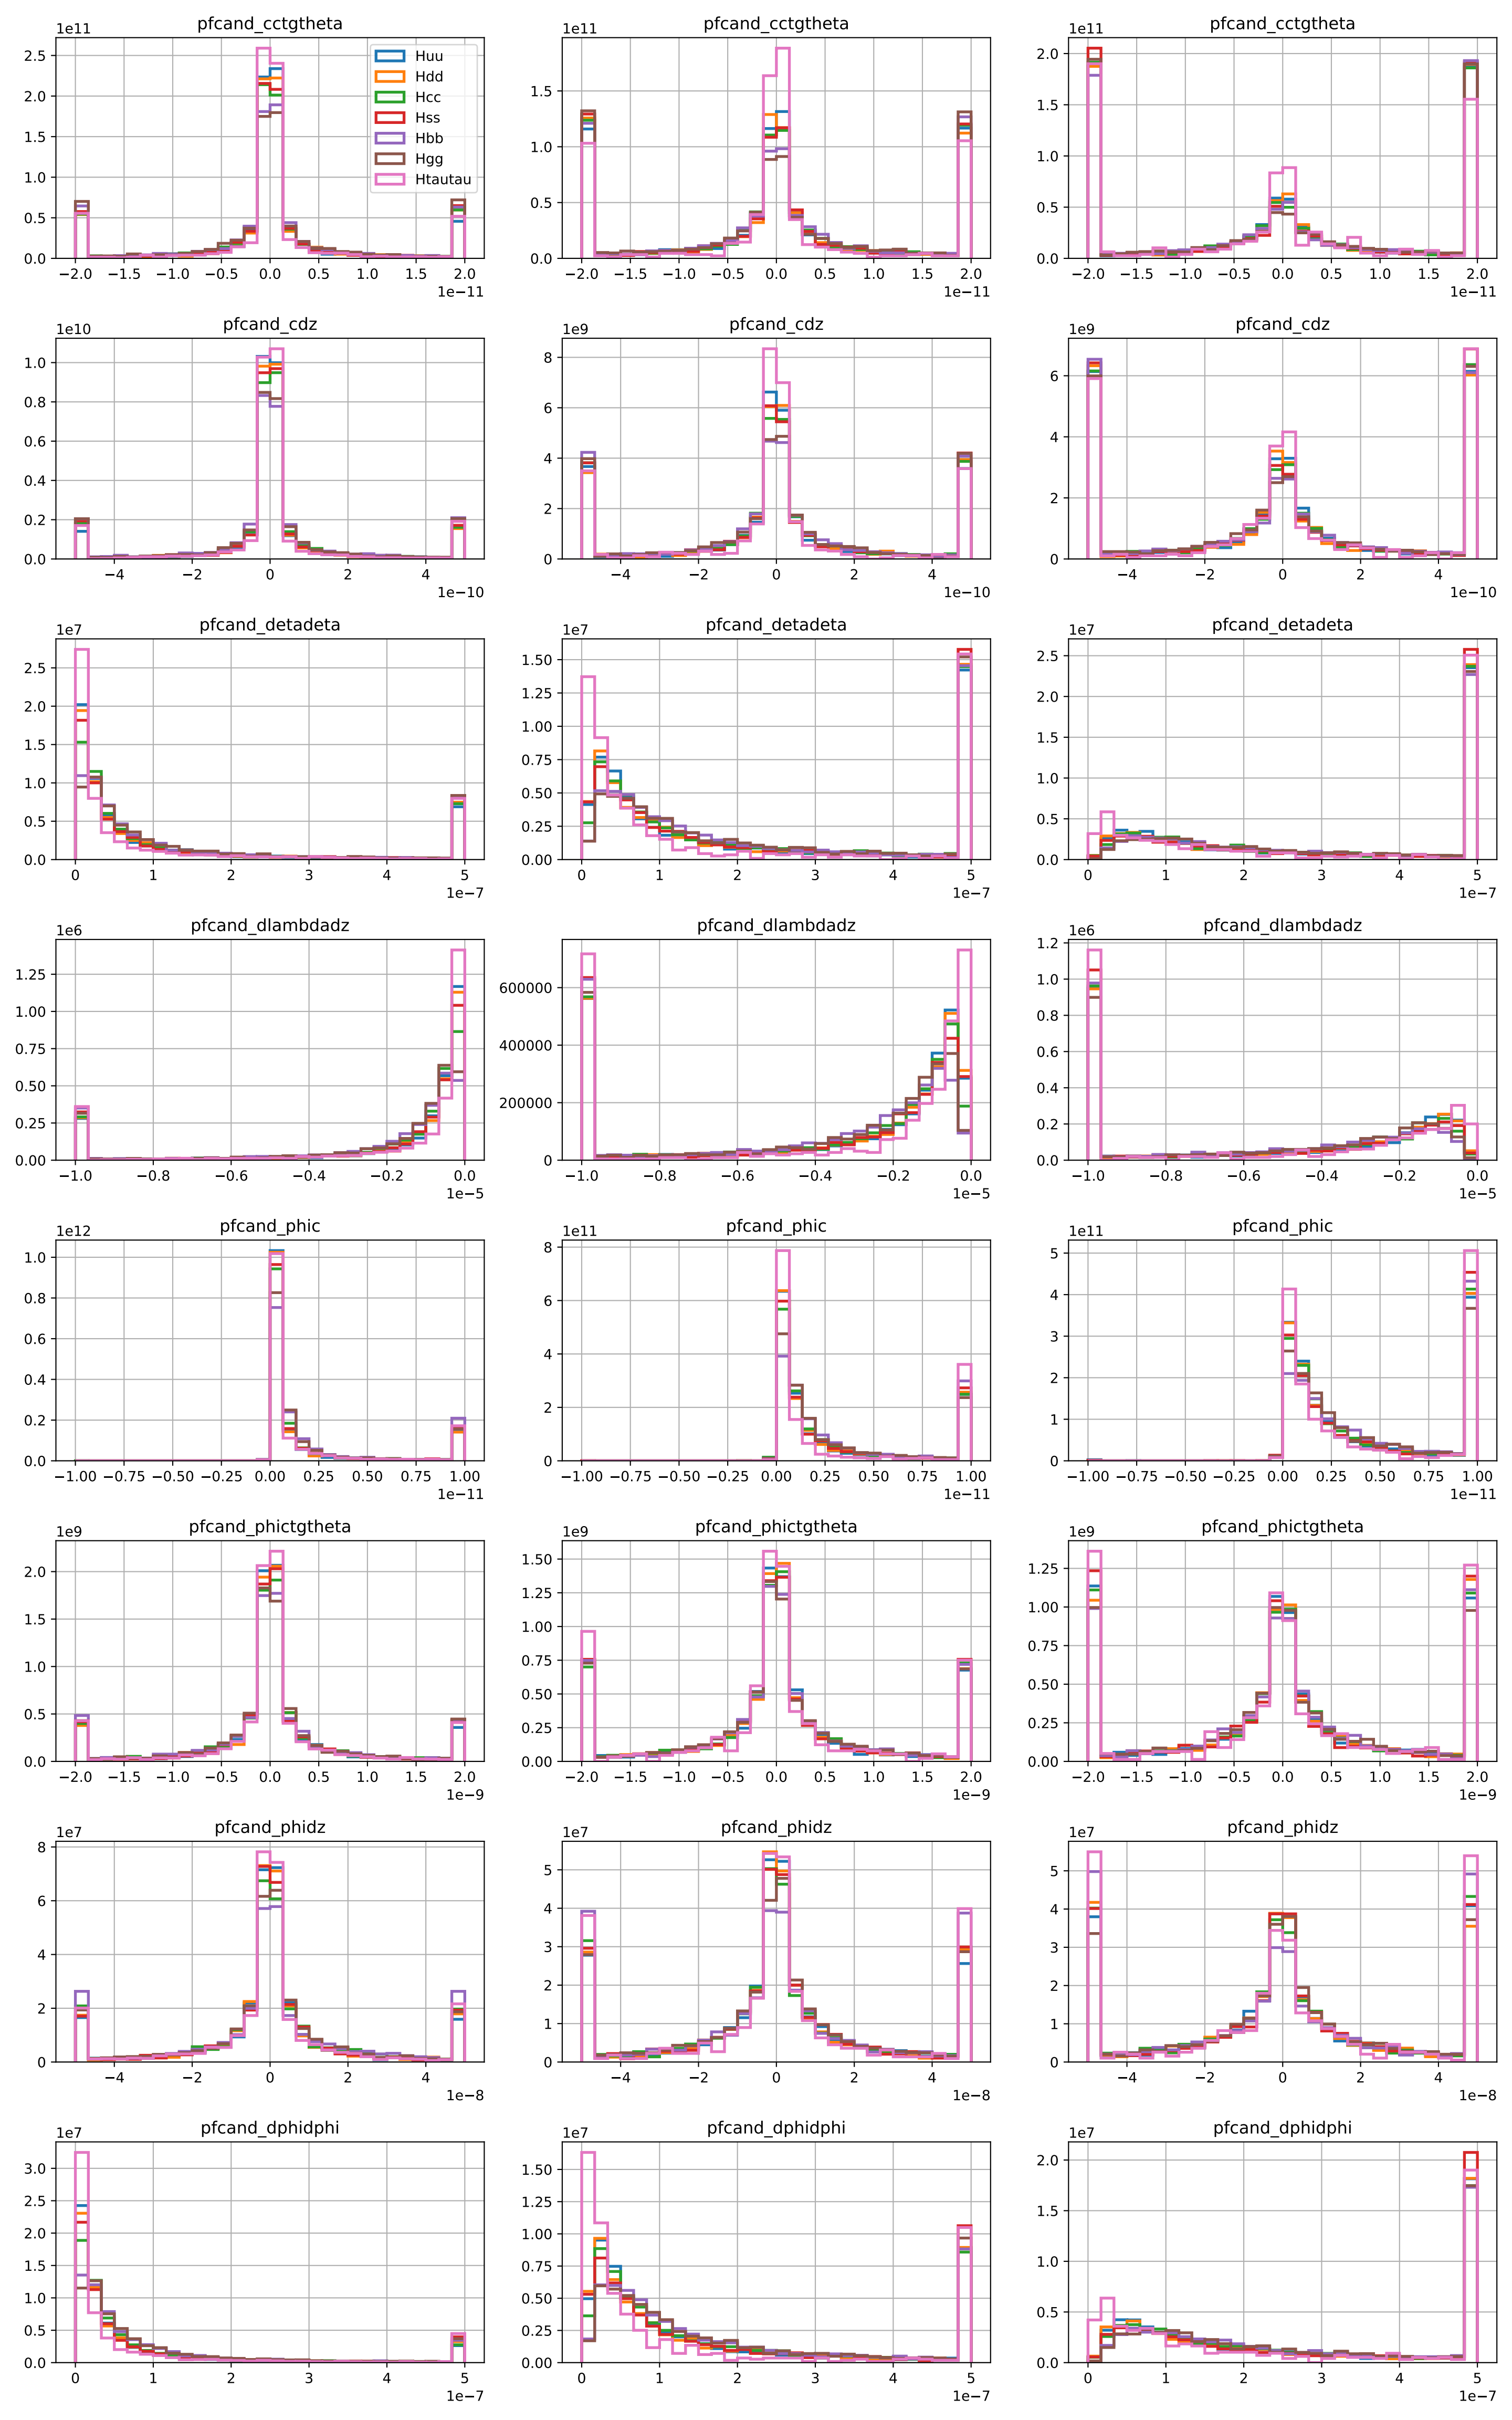 pfcand_cctgtheta
1e11
2.5
2.0
1.5
1.0
0.5
0.0
Huu
Hdd
Hcc
Hss
Hbb
Hgg
Htautau
−2.0 −1.5 −1.0 −0.5 0.0 0.5 1.0 1.5 2.0
1e−11
pfcand_cctgtheta
1e11
1.5
1.0
0.5
0.0
−2.0 −1.5 −1.0 −0.5 0.0 0.5 1.0 1.5 2.0
1e−11
pfcand_cctgtheta
1e11
2.0
1.5
1.0
0.5
0.0
−2.0 −1.5 −1.0 −0.5 0.0 0.5 1.0 1.5 2.0
1e−11
pfcand_cdz
1e10
1.0
0.8
0.6
0.4
0.2
0.0
−4 −2 0 2 4
1e−10
pfcand_cdz
1e9
8
6
4
2
0
−4 −2 0 2 4
1e−10
pfcand_cdz
1e9
6
4
2
0
−4 −2 0 2 4
1e−10
pfcand_detadeta
1e7
2.5
2.0
1.5
1.0
0.5
0.0
0 1 2 3 4 5
1e−7
pfcand_detadeta
1e7
1.50
1.25
1.00
0.75
0.50
0.25
0.00
0 1 2 3 4 5
1e−7
pfcand_detadeta
1e7
2.5
2.0
1.5
1.0
0.5
0.0
0 1 2 3 4 5
1e−7
pfcand_dlambdadz
1e6
1.25
1.00
0.75
0.50
0.25
0.00
−1.0 −0.8 −0.6 −0.4 −0.2 0.0
1e−5
pfcand_dlambdadz
600000
400000
200000
0
−1.0 −0.8 −0.6 −0.4 −0.2 0.0
1e−5
pfcand_dlambdadz
1e6
1.2
1.0
0.8
0.6
0.4
0.2
0.0
−1.0 −0.8 −0.6 −0.4 −0.2 0.0
1e−5
pfcand_phic
1e12
1.0
0.8
0.6
0.4
0.2
0.0
−1.00 −0.75 −0.50 −0.25 0.00 0.25 0.50 0.75 1.00
1e−11
pfcand_phic
1e11
8
6
4
2
0
−1.00 −0.75 −0.50 −0.25 0.00 0.25 0.50 0.75 1.00
1e−11
pfcand_phic
1e11
5
4
3
2
1
0
−1.00 −0.75 −0.50 −0.25 0.00 0.25 0.50 0.75 1.00
1e−11
pfcand_phictgtheta
1e9
2.0
1.5
1.0
0.5
0.0
−2.0 −1.5 −1.0 −0.5 0.0 0.5 1.0 1.5 2.0
1e−9
pfcand_phictgtheta
1e9
1.50
1.25
1.00
0.75
0.50
0.25
0.00
−2.0 −1.5 −1.0 −0.5 0.0 0.5 1.0 1.5 2.0
1e−9
pfcand_phictgtheta
1e9
1.25
1.00
0.75
0.50
0.25
0.00
−2.0 −1.5 −1.0 −0.5 0.0 0.5 1.0 1.5 2.0
1e−9
pfcand_phidz
1e7
8
6
4
2
0
−4 −2 0 2 4
1e−8
pfcand_phidz
1e7
5
4
3
2
1
0
−4 −2 0 2 4
1e−8
pfcand_phidz
1e7
5
4
3
2
1
0
−4 −2 0 2 4
1e−8
pfcand_dphidphi
1e7
3.0
2.5
2.0
1.5
1.0
0.5
0.0
0 1 2 3 4 5
1e−7
pfcand_dphidphi
1e7
1.50
1.25
1.00
0.75
0.50
0.25
0.00
0 1 2 3 4 5
1e−7
pfcand_dphidphi
1e7
2.0
1.5
1.0
0.5
0.0
0 1 2 3 4 5
1e−7